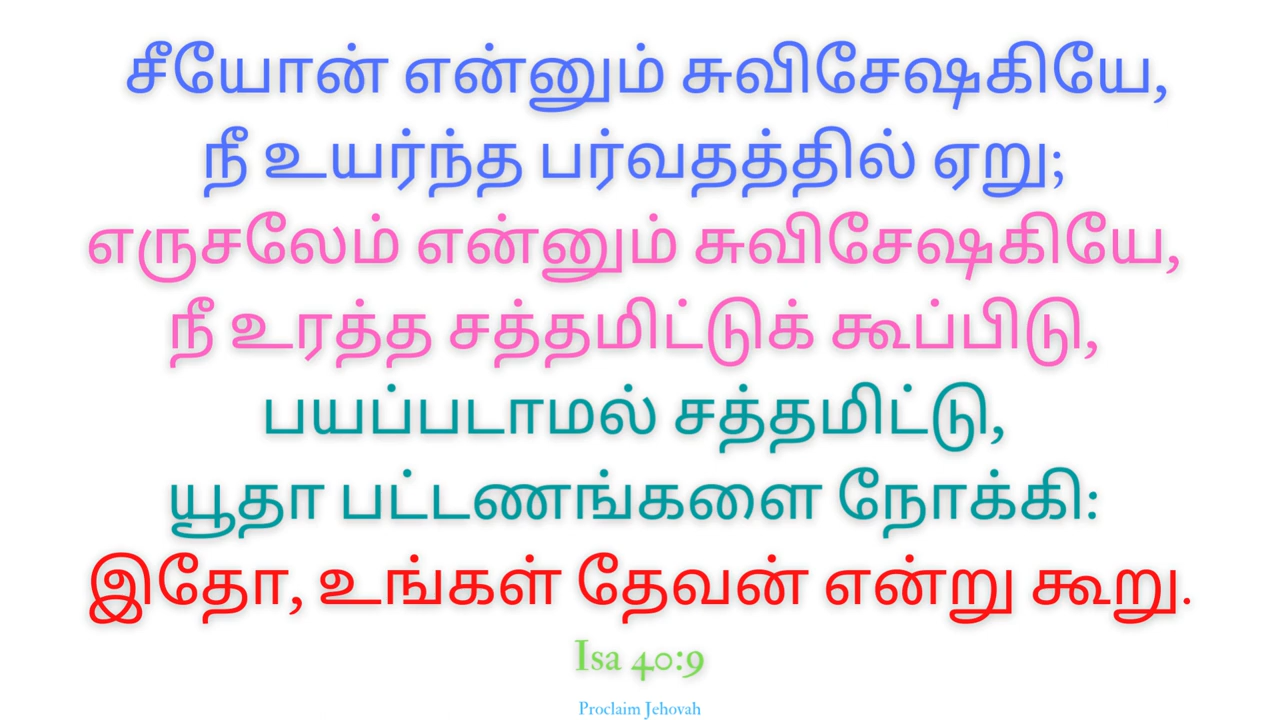 சீயோன் என்னும் சுவிசேஷகியே,
நீ உயர்ந்த பர்வதத்தில் ஏறு;
எருசலேம் என்னும் சுவிசேஷகியே,
நீ உரத்த சத்தமிட்டுக் கூப்பிடு,
பயப்படாமல் சத்தமிட்டு,
யூதா பட்டணங்களை நோக்கி:
இதோ, உங்கள் தேவன் என்று கூறு.
Isa 40:9
Proclaim Jehovah